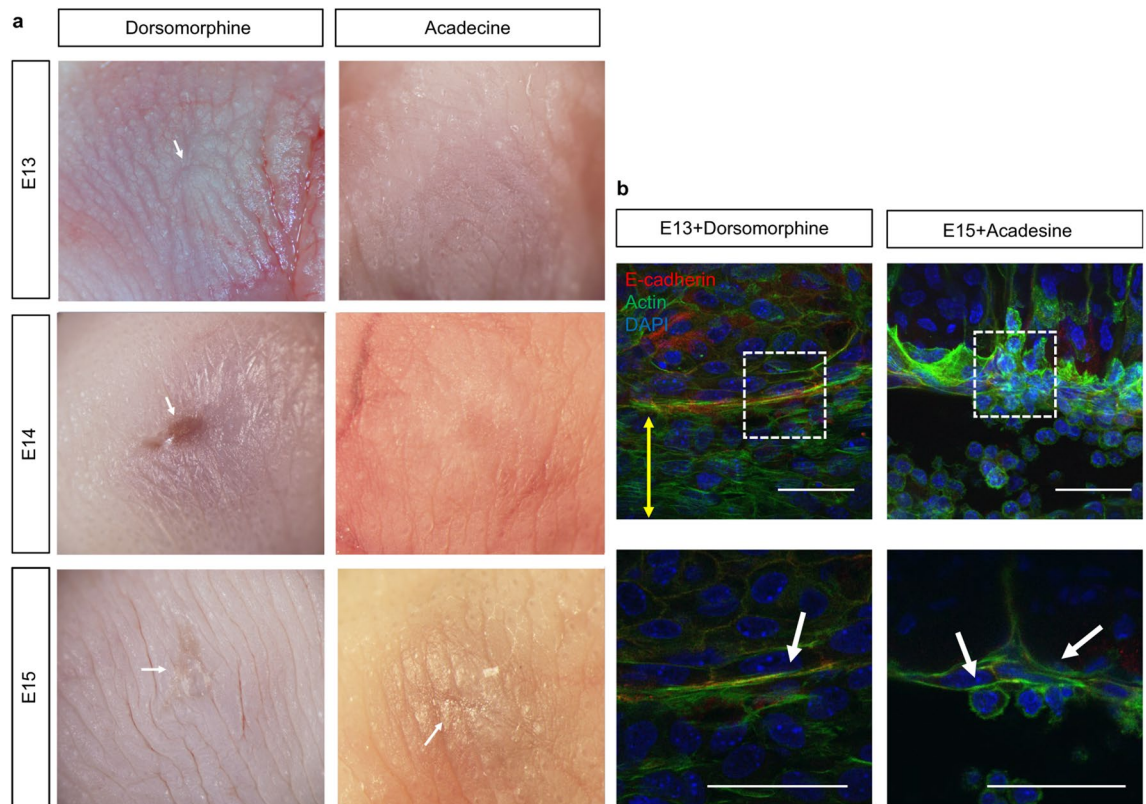 a
Dorsomorphine
Acadecine
E13
E14
E15
b
E13+Dorsomorphine
E15+Acadesine
E-cadherin
Actin
DAPI